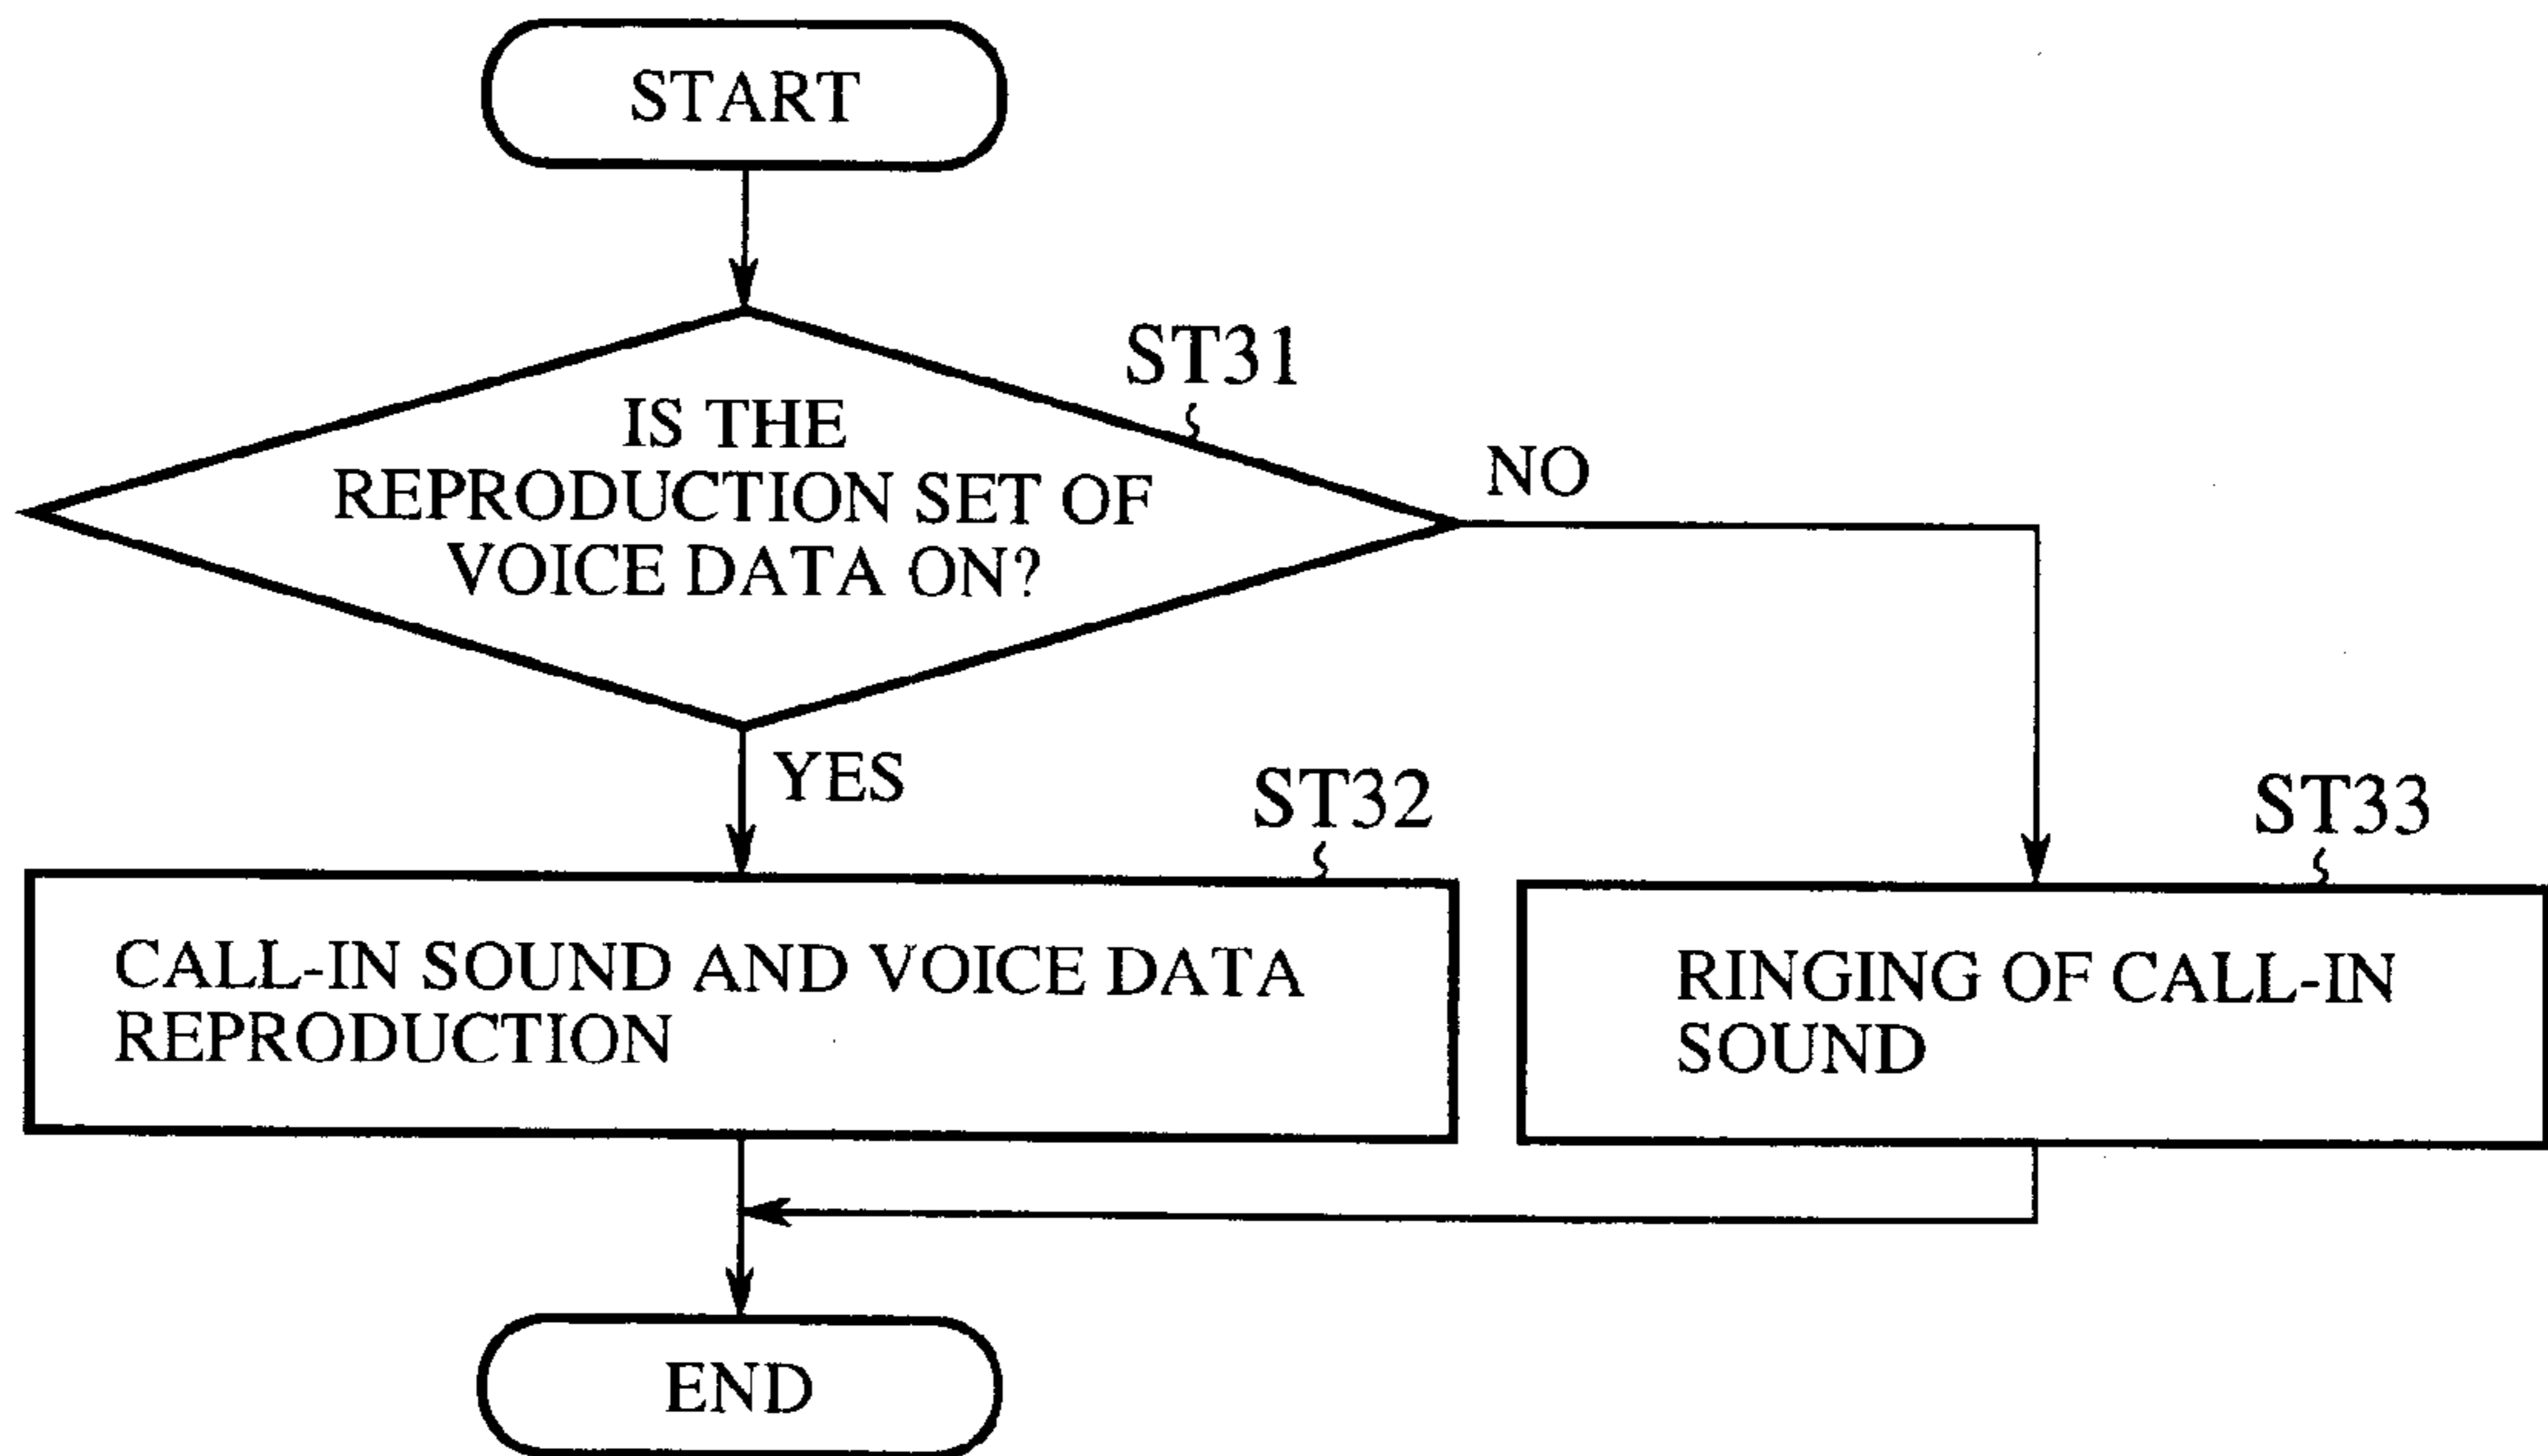 START
ST31
IS THE
REPRODUCTION SET OF
VOICE DATA ON?
NO
YES
ST32
ST33
CALL-IN SOUND AND VOICE DATA
REPRODUCTION
RINGING OF CALL-IN
SOUND
END